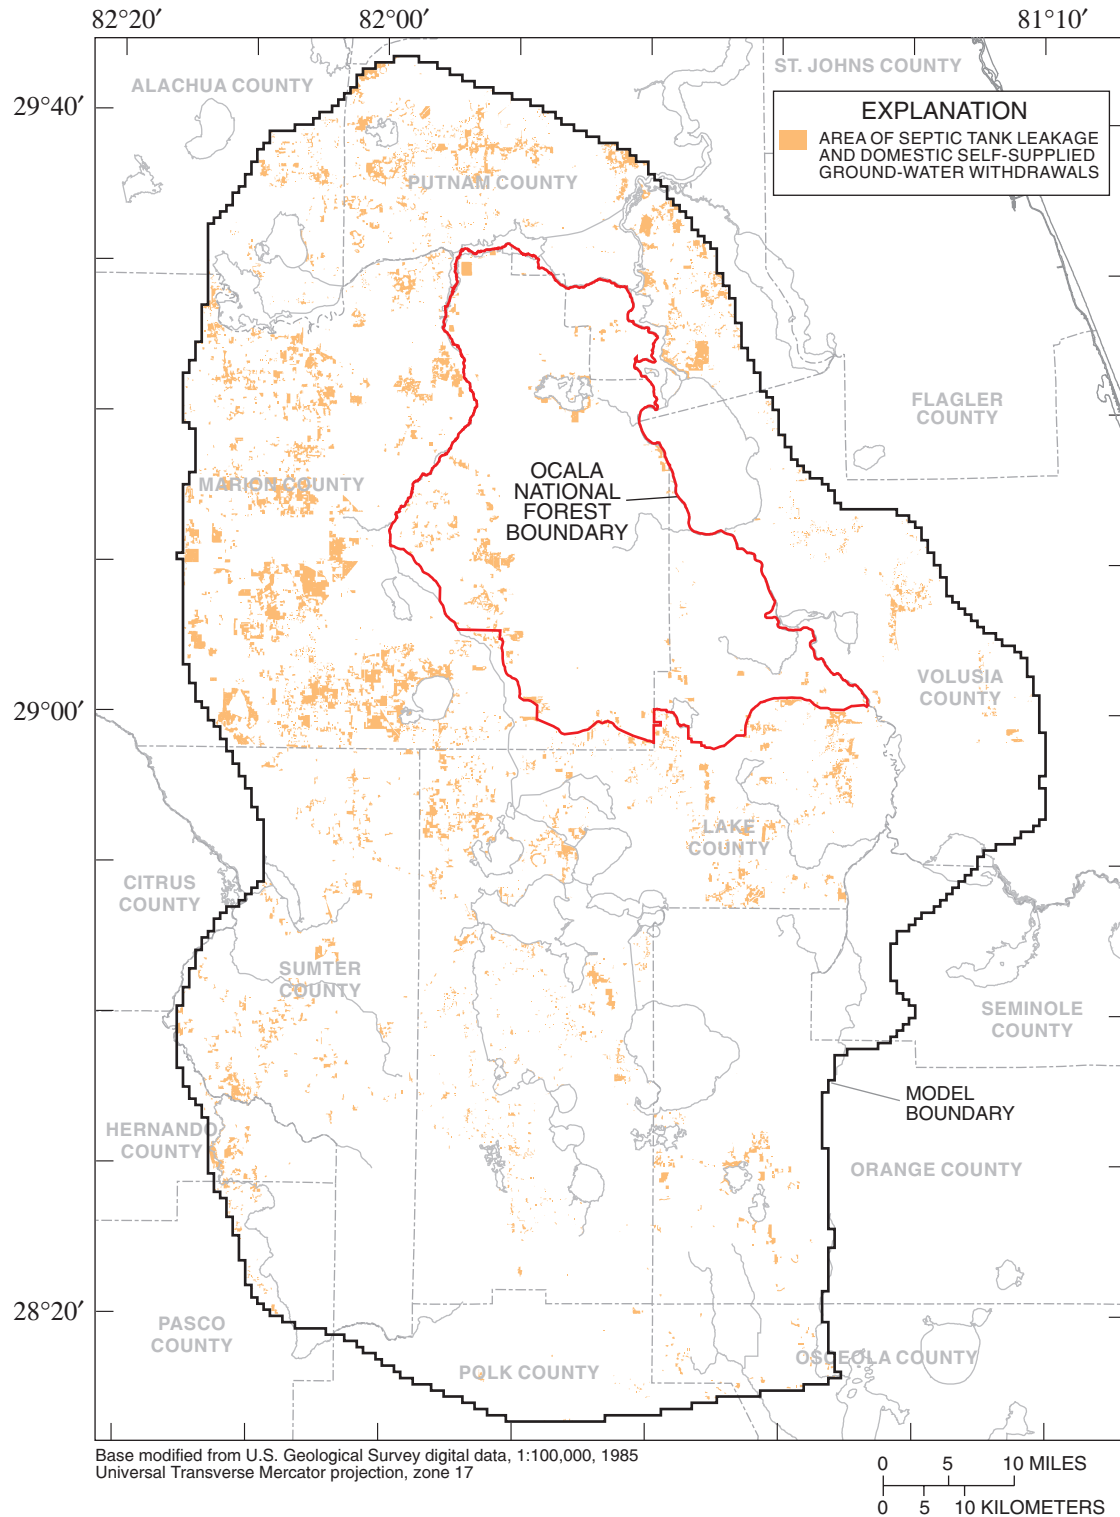 82°20′
82°00′
81°10′
ALACHUA COUNTY
ST. JOHNS COUNTY
29°40′
EXPLANATION
AREA OF SEPTIC TANK LEAKAGE
AND DOMESTIC SELF-SUPPLIED
GROUND-WATER WITHDRAWALS
PUTNAM COUNTY
FLAGLER
COUNTY
OCALA
NATIONAL
FOREST
BOUNDARY
MARION COUNTY
VOLUSIA
COUNTY
29°00′
LAKE
COUNTY
CITRUS
COUNTY
SUMTER
COUNTY
SEMINOLE
COUNTY
MODEL
BOUNDARY
HERNANDO
COUNTY
ORANGE COUNTY
28°20′
PASCO
COUNTY
POLK COUNTY
OSCEOLA COUNTY
Base modified from U.S. Geological Survey digital data, 1:100,000, 1985
Universal Transverse Mercator projection, zone 17
0 5 10 MILES
0 5 10 KILOMETERS